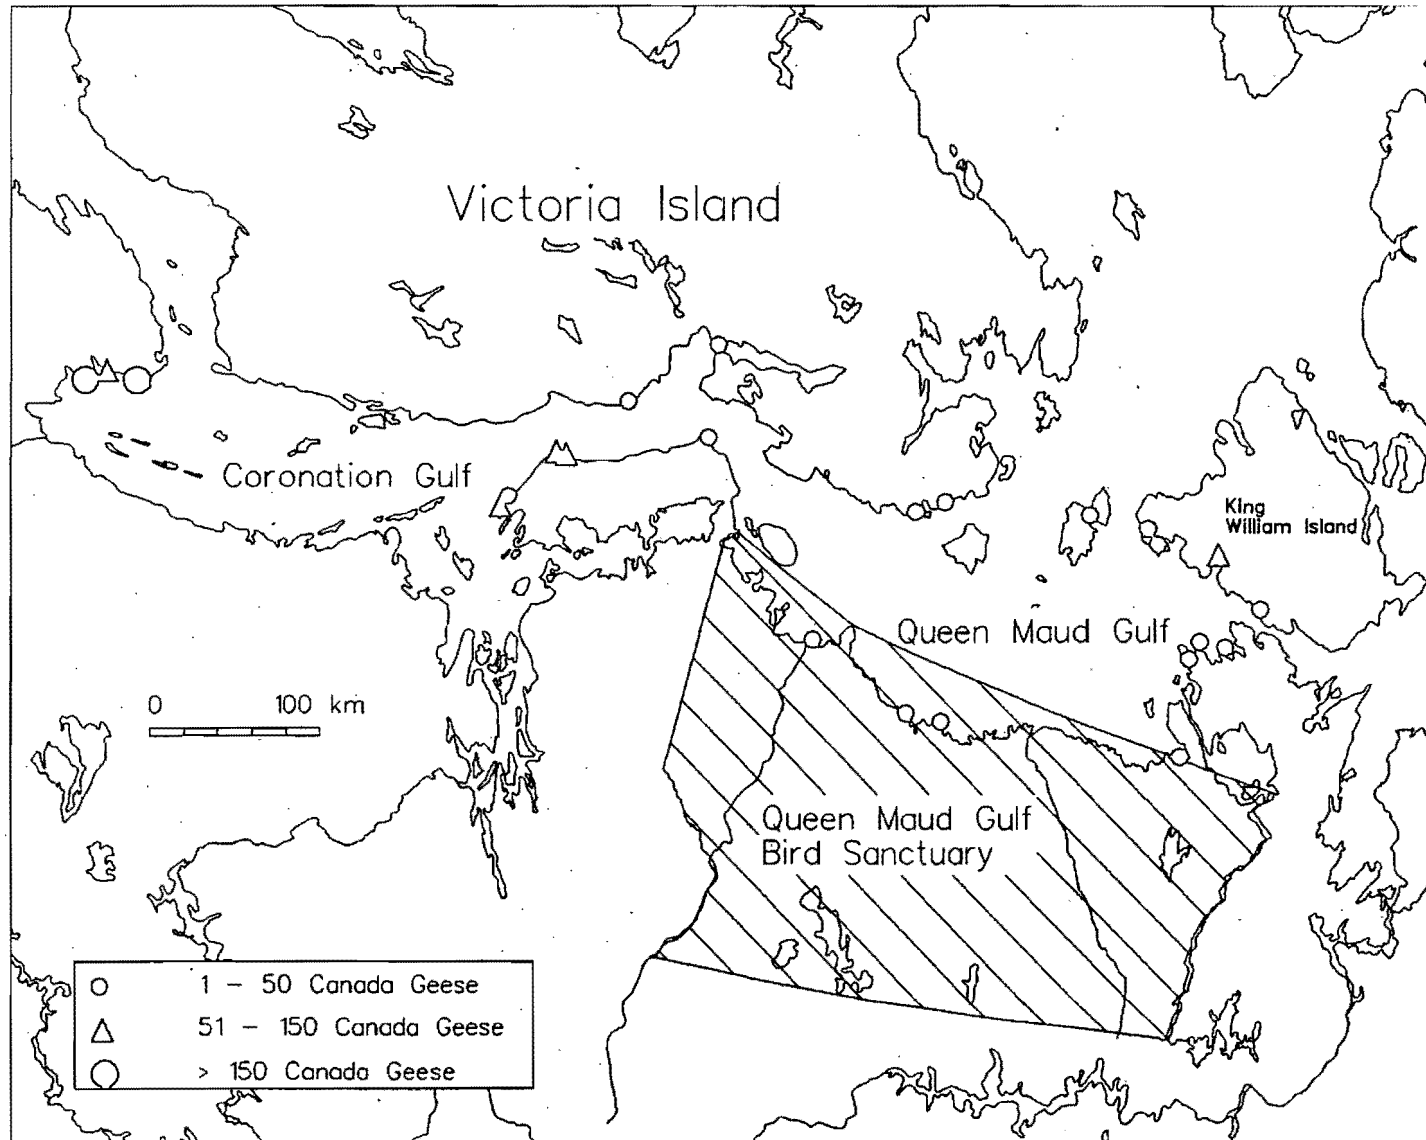 Victoria Island
Coronation Gulf
King
William Island
Queen Maud Gulf
0 100 km
Queen Maud Gulf
Bird Sanctuary
1 - 50 Canada Geese
51 - 150 Canada Geese
> 150 Canada Geese